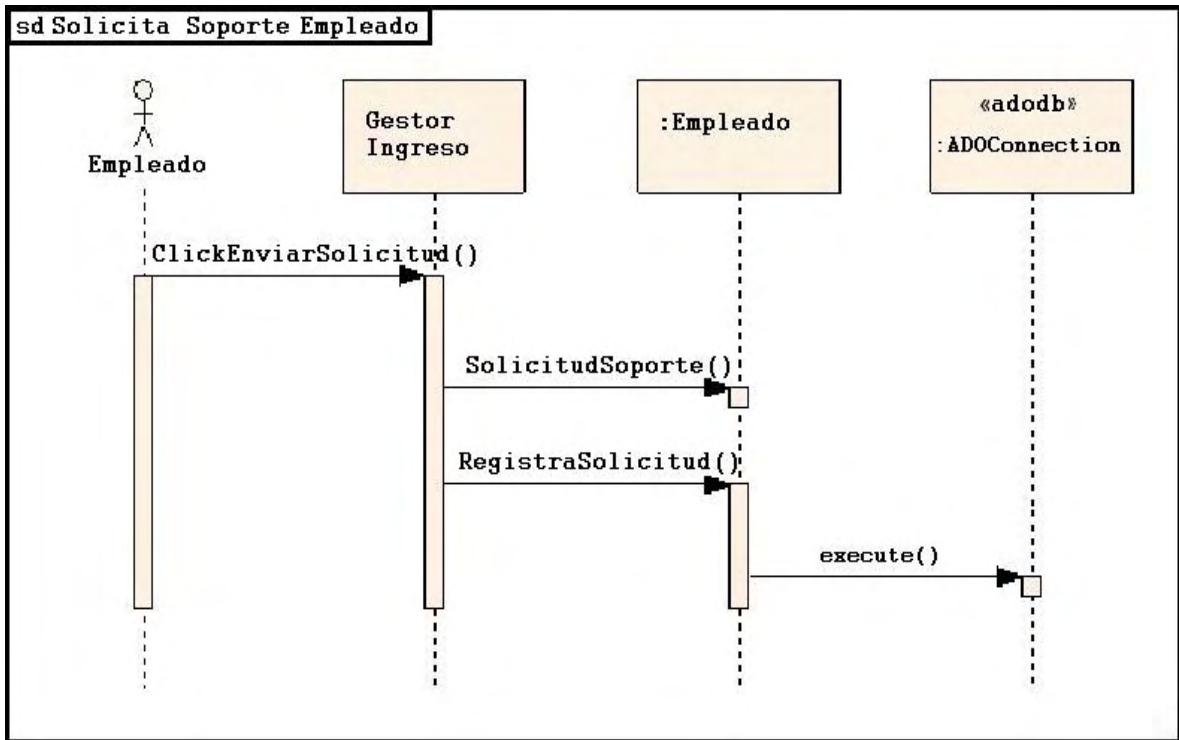 sd Solicita Soporte Empleado
Empleado
Gestor
Ingreso
:Empleado
«adodb»
:ADOConnection
ClickEnviarSolicitud()
SolicitudSoporte()
RegistraSolicitud()
execute()